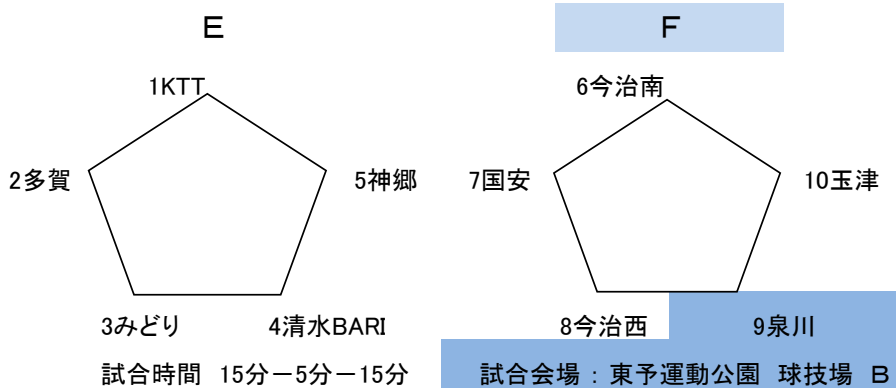 E F
1KTT 6今治南
2多賀 5神郷 7国安 10玉津
3みどり 4清水BARI 8今治西 9泉川
試合時間 15分－5分－15分 試合会場：東予運動公園 球技場 B